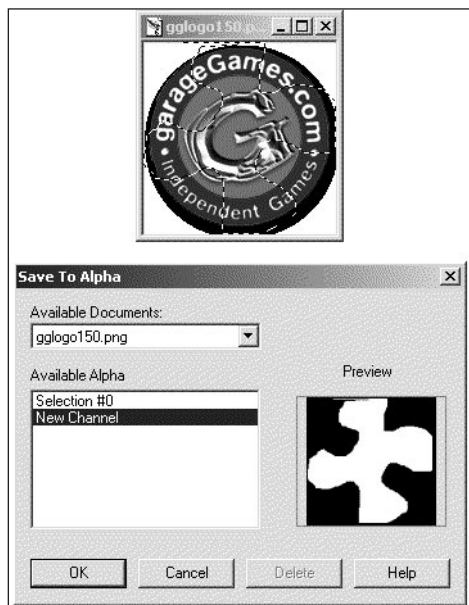 gglogo150.p...
garageGames.com
Independent Games
Save To Alpha
Available Documents:
gglogo150.png
Available Alpha
Preview
Selection #0
New Channel
OK
Cancel
Delete
Help